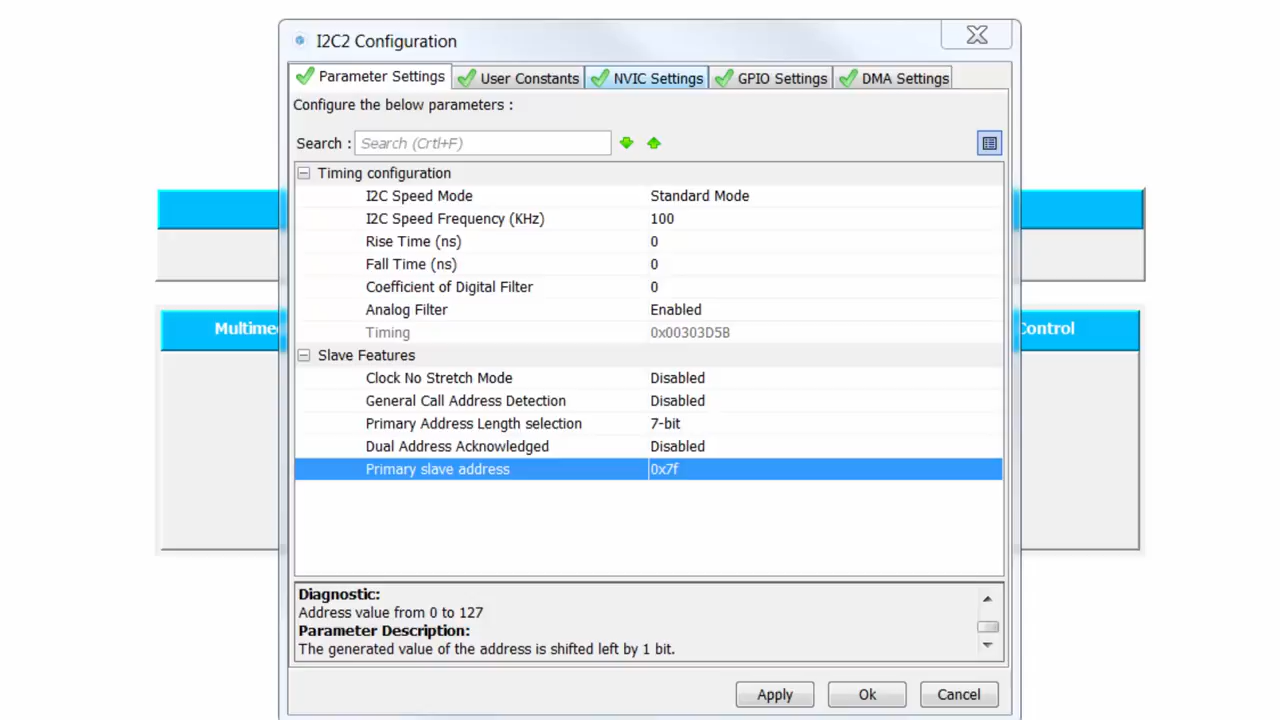 I2C2 Configuration
Parameter Settings User Constants NVIC Settings GPIO Settings DMA Settings
Configure the below parameters :
Search : Search (Crtl+F)
Timing configuration
I2C Speed Mode Standard Mode
I2C Speed Frequency (KHz) 100
Rise Time (ns) 0
Fall Time (ns) 0
Coefficient of Digital Filter 0
Analog Filter Enabled
Timing 0x00303D5B
Slave Features
Clock No Stretch Mode Disabled
General Call Address Detection Disabled
Primary Address Length selection 7-bit
Dual Address Acknowledged Disabled
Primary slave address 0x7f
Diagnostic:
Address value from 0 to 127
Parameter Description:
The generated value of the address is shifted left by 1 bit.
Apply Ok Cancel
Control